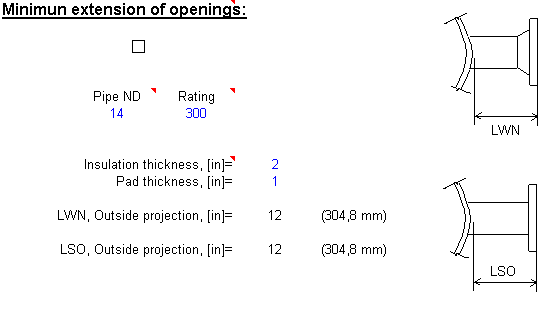 Minimun extension of openings:
Pipe ND Rating
14 300
LWN
Insulation thickness, [in]= 2
Pad thickness, [in]= 1
LWN, Outside projection, [in]= 12 (304,8 mm)
LSO, Outside projection, [in]= 12 (304,8 mm)
LSO